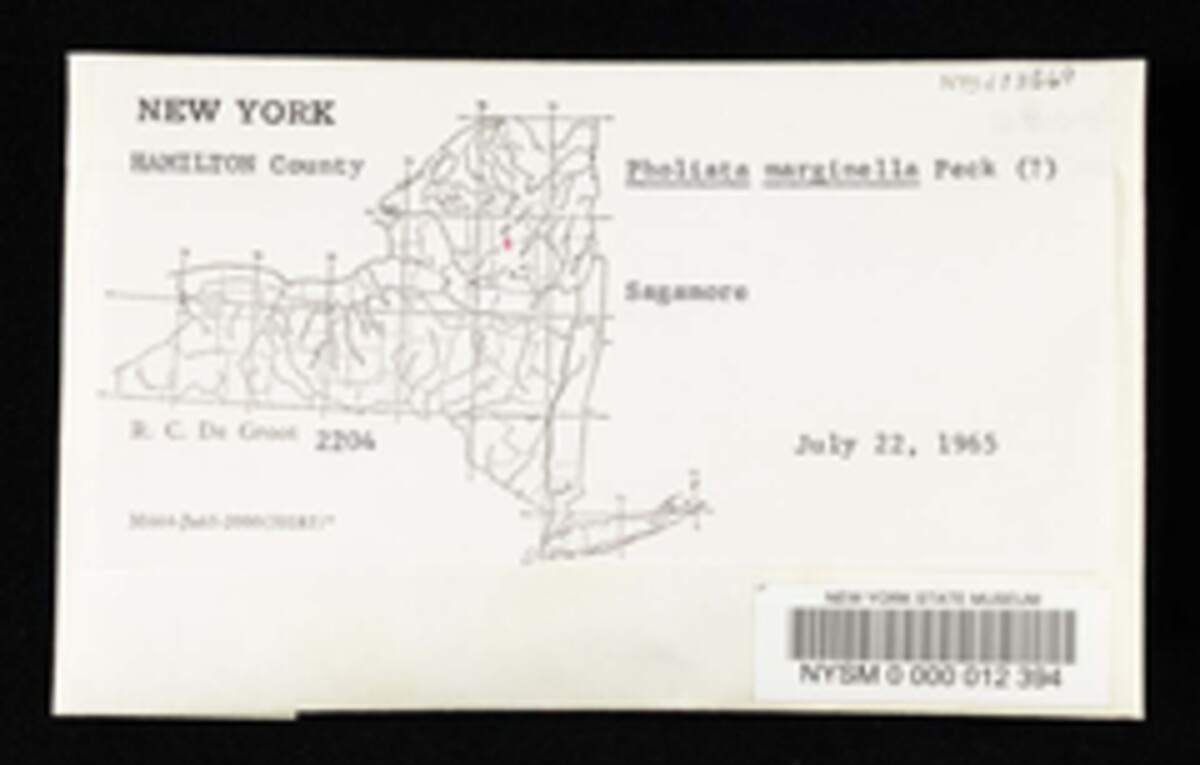 NEW YORK
HAMILTON County
Pholiata marginella Peck (?)
Sagamore
R. C. De Groot 2204
July 22, 1965
NEW YORK STATE MUSEUM
NYSM 0 000 012 394